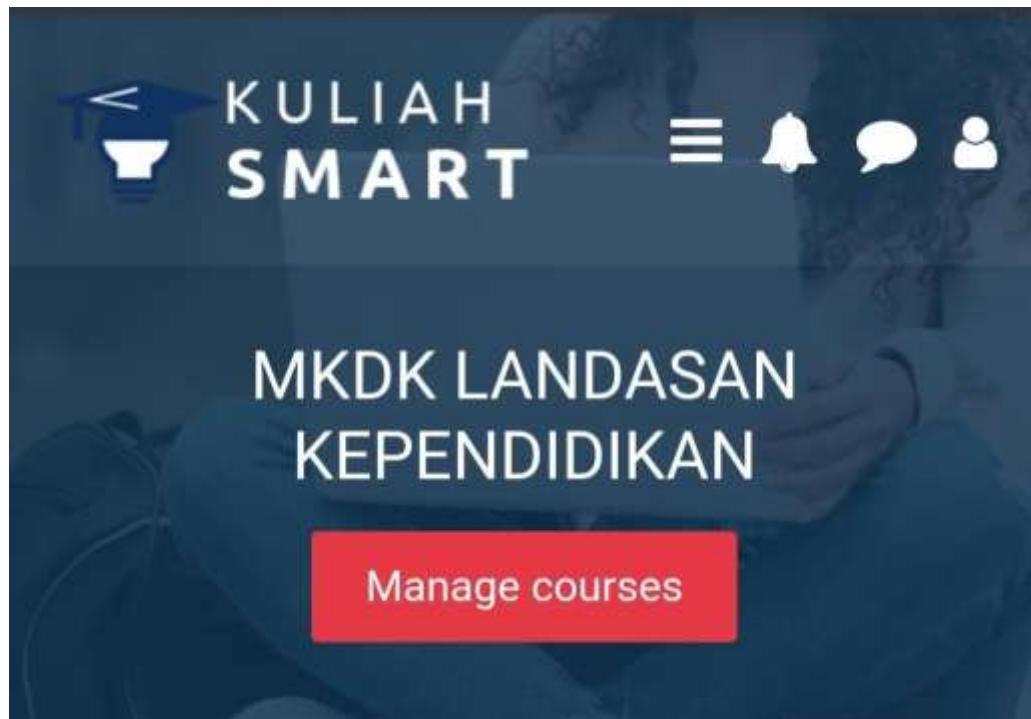 KULIAH
SMART
MKDK LANDASAN
KEPENDIDIKAN
Manage courses